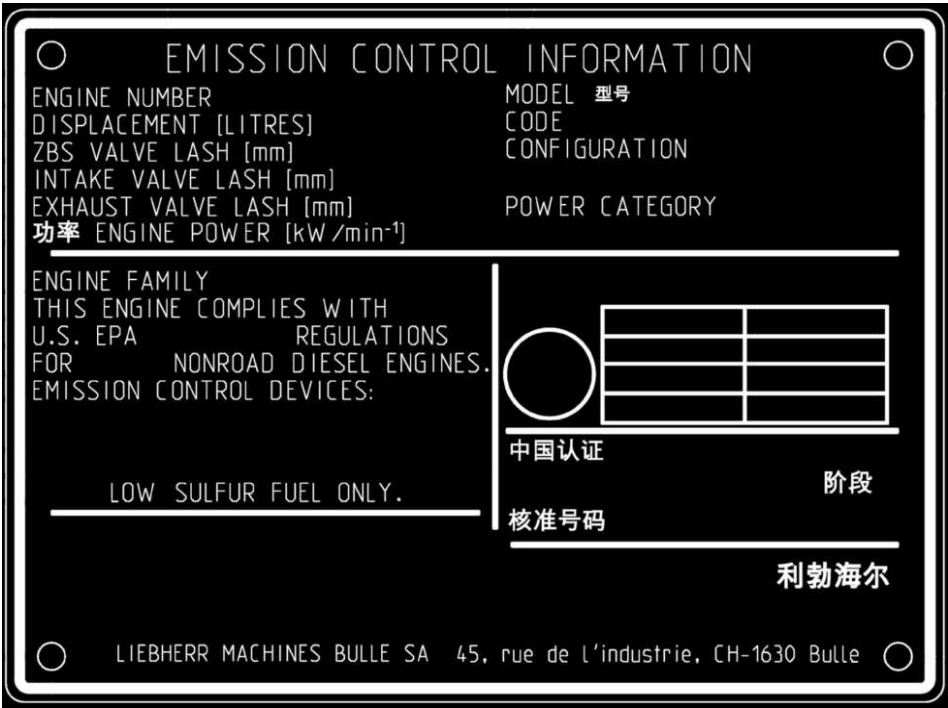 EMISSION CONTROL INFORMATION
ENGINE NUMBER
DISPLACEMENT [LITRES]
ZBS VALVE LASH [mm]
INTAKE VALVE LASH [mm]
EXHAUST VALVE LASH [mm]
功率 ENGINE POWER [kW/min-1]
MODEL 型号
CODE
CONFIGURATION
POWER CATEGORY
ENGINE FAMILY
THIS ENGINE COMPLIES WITH
U.S. EPA REGULATIONS
FOR NONROAD DIESEL ENGINES.
EMISSION CONTROL DEVICES:
LOW SULFUR FUEL ONLY.
中国认证
阶段
核准号码
利勃海尔
LIEBHERR MACHINES BULLE SA 45, rue de l'industrie, CH-1630 Bulle